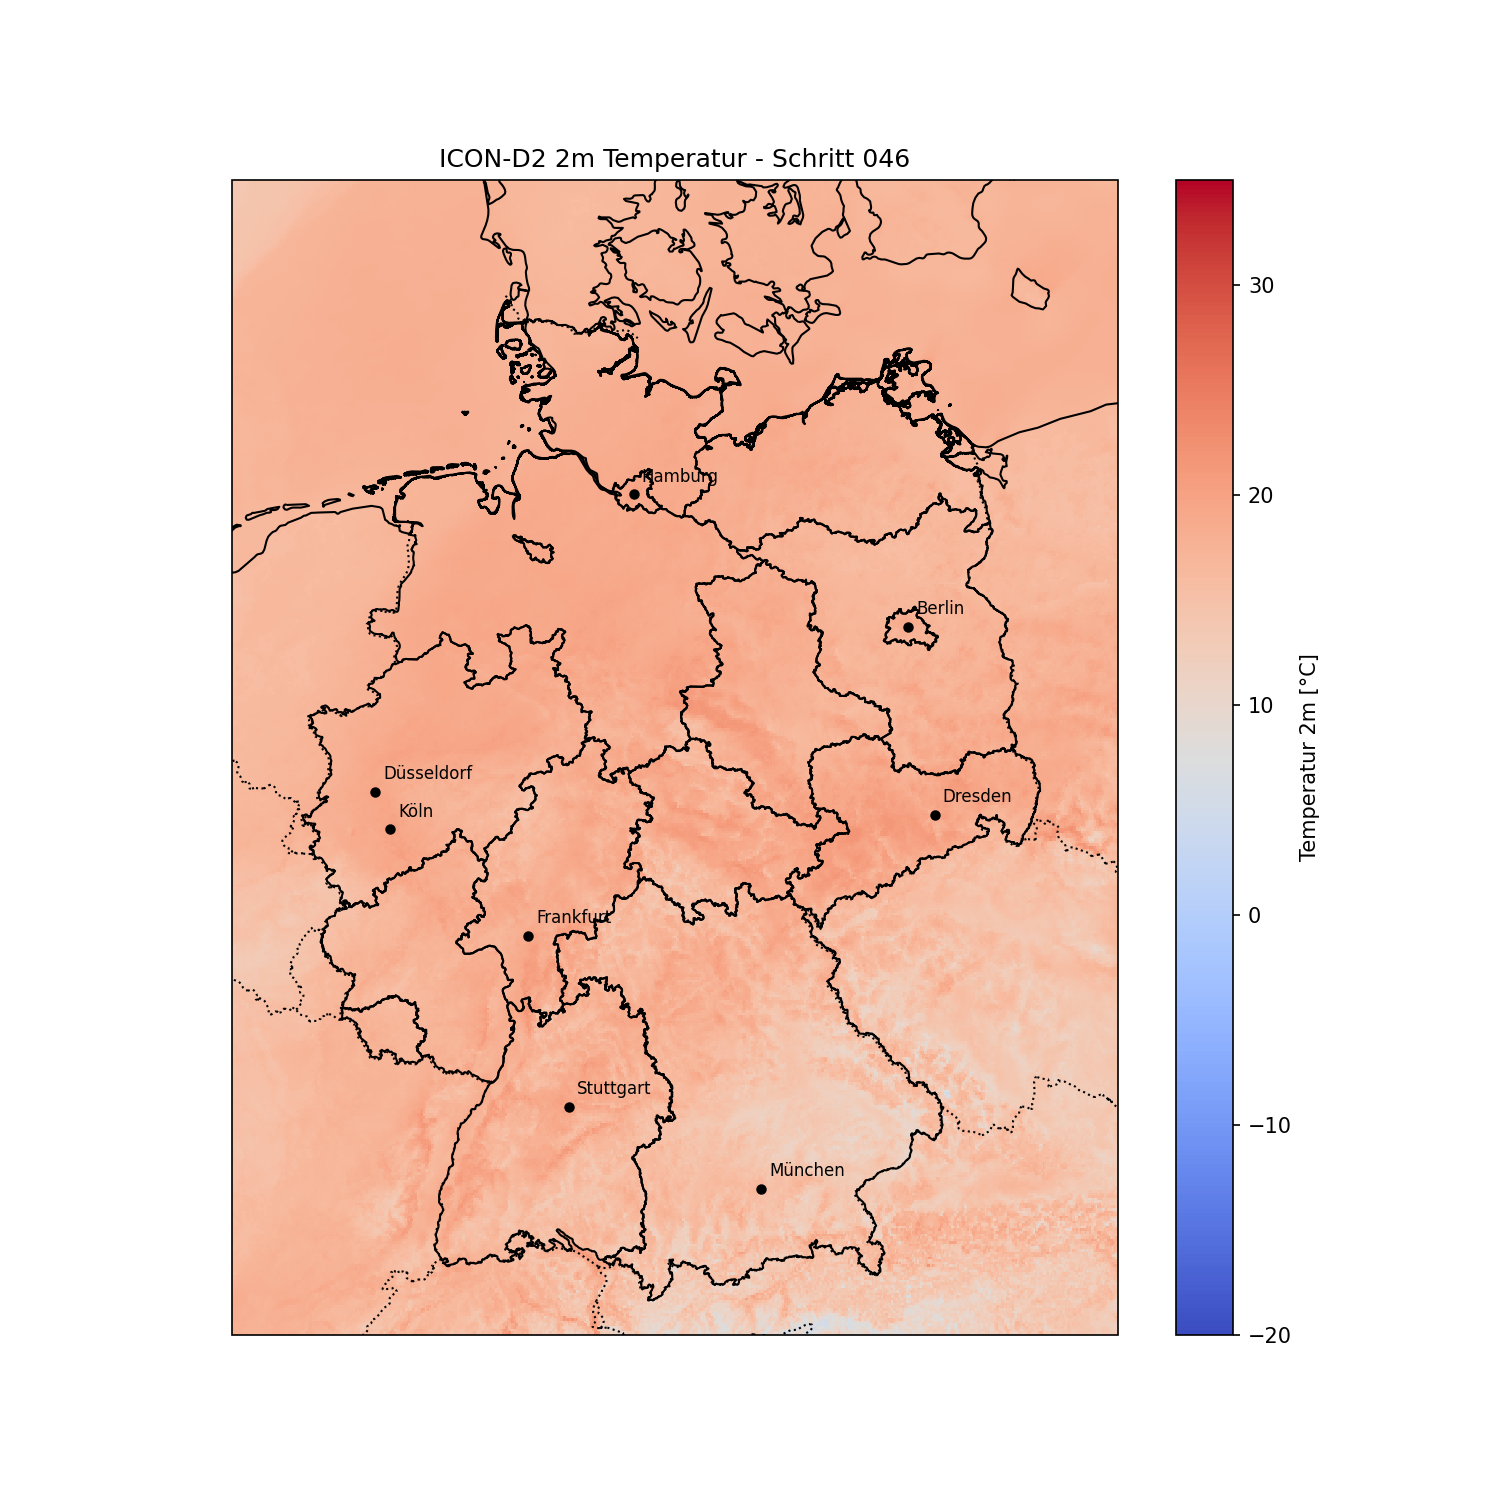 ICON-D2 2m Temperatur - Schritt 046
Hamburg
Berlin
Düsseldorf
Köln
Dresden
Frankfurt
Stuttgart
München
30
20
10
0
−10
−20
Temperatur 2m [°C]